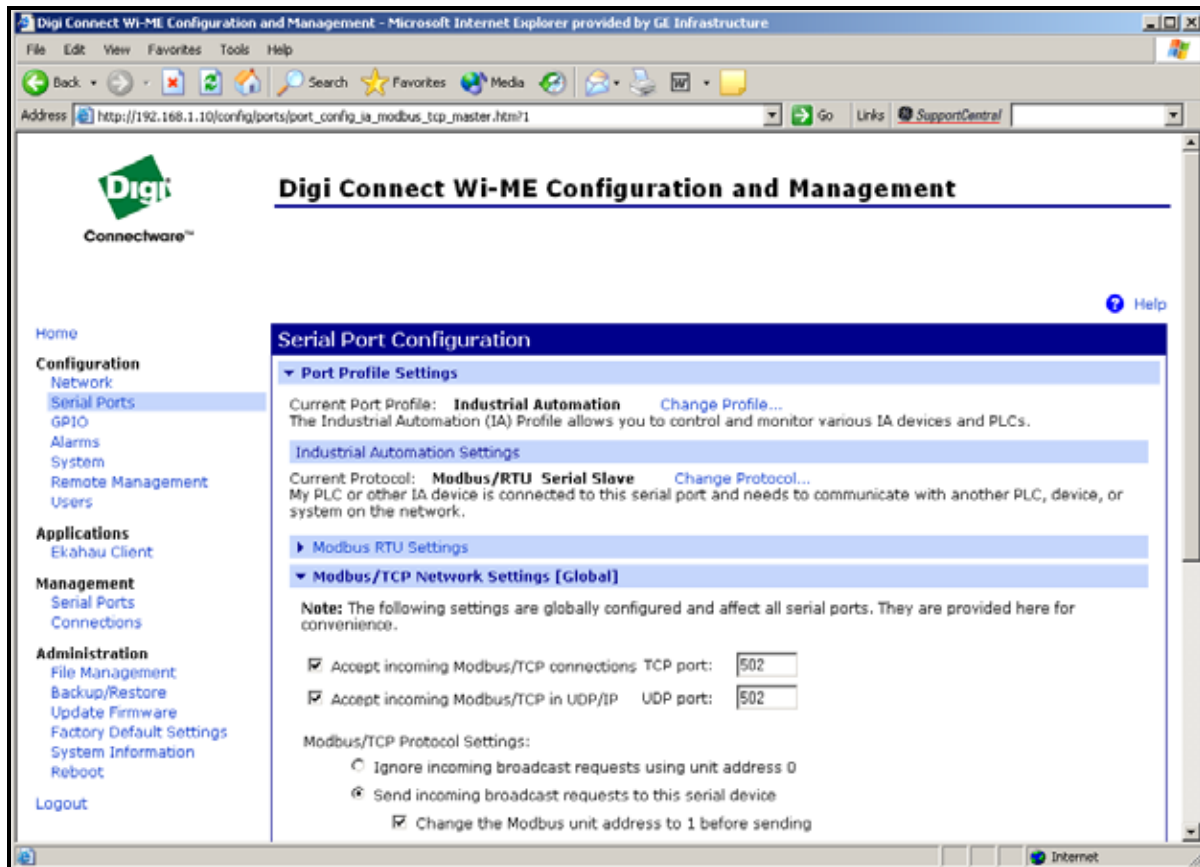 Digi Connect Wi-ME Configuration and Management - Microsoft Internet Explorer provided by GE Infrastructure
File Edit View Favorites Tools Help
Back Search Favorites Media
Address http://192.168.1.10/config/ports/port_config_ia_modbus_tcp_master.htm?1 Go Links SupportCentral
Digi
Connectware™
Digi Connect Wi-ME Configuration and Management
Help
Home
Configuration
Network
Serial Ports
GPIO
Alarms
System
Remote Management
Users
Applications
Ekahau Client
Management
Serial Ports
Connections
Administration
File Management
Backup/Restore
Update Firmware
Factory Default Settings
System Information
Reboot
Logout
Serial Port Configuration
Port Profile Settings
Current Port Profile: Industrial Automation Change Profile...
The Industrial Automation (IA) Profile allows you to control and monitor various IA devices and PLCs.
Industrial Automation Settings
Current Protocol: Modbus/RTU Serial Slave Change Protocol...
My PLC or other IA device is connected to this serial port and needs to communicate with another PLC, device, or
system on the network.
Modbus RTU Settings
Modbus/TCP Network Settings [Global]
Note: The following settings are globally configured and affect all serial ports. They are provided here for
convenience.
Accept incoming Modbus/TCP connections TCP port: 502
Accept incoming Modbus/TCP in UDP/IP UDP port: 502
Modbus/TCP Protocol Settings:
Ignore incoming broadcast requests using unit address 0
Send incoming broadcast requests to this serial device
Change the Modbus unit address to 1 before sending
Internet